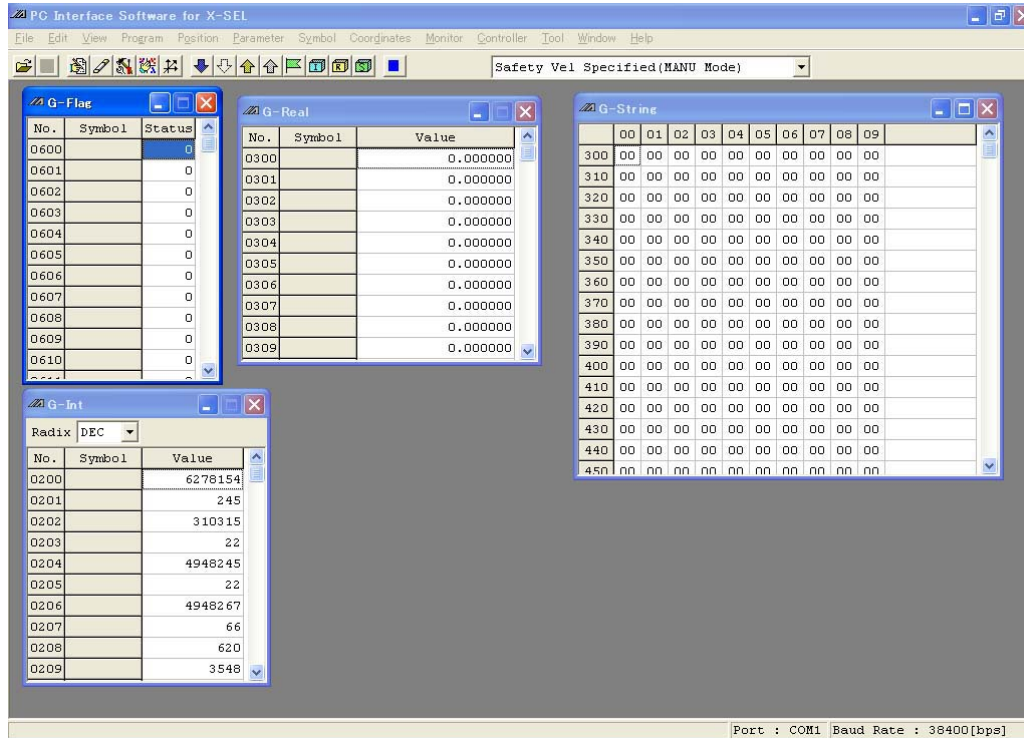 PC Interface Software for X-SEL
File Edit View Program Position Parameter Symbol Coordinates Monitor Controller Tool Window Help
Safety Vel Specified(MANU Mode)
G-Flag
No. Symbol Status
0600 0
0601 0
0602 0
0603 0
0604 0
0605 0
0606 0
0607 0
0608 0
0609 0
0610 0
G-Real
No. Symbol Value
0300 0.000000
0301 0.000000
0302 0.000000
0303 0.000000
0304 0.000000
0305 0.000000
0306 0.000000
0307 0.000000
0308 0.000000
0309 0.000000
G-String
00 01 02 03 04 05 06 07 08 09
300 00 00 00 00 00 00 00 00 00 00
310 00 00 00 00 00 00 00 00 00 00
320 00 00 00 00 00 00 00 00 00 00
330 00 00 00 00 00 00 00 00 00 00
340 00 00 00 00 00 00 00 00 00 00
350 00 00 00 00 00 00 00 00 00 00
360 00 00 00 00 00 00 00 00 00 00
370 00 00 00 00 00 00 00 00 00 00
380 00 00 00 00 00 00 00 00 00 00
390 00 00 00 00 00 00 00 00 00 00
400 00 00 00 00 00 00 00 00 00 00
410 00 00 00 00 00 00 00 00 00 00
420 00 00 00 00 00 00 00 00 00 00
430 00 00 00 00 00 00 00 00 00 00
440 00 00 00 00 00 00 00 00 00 00
450 00 00 00 00 00 00 00 00 00 00
G-Int
Radix DEC
No. Symbol Value
0200 6278154
0201 245
0202 310315
0203 22
0204 4948245
0205 22
0206 4948267
0207 66
0208 620
0209 3548
Port : COM1 Baud Rate : 38400[bps]